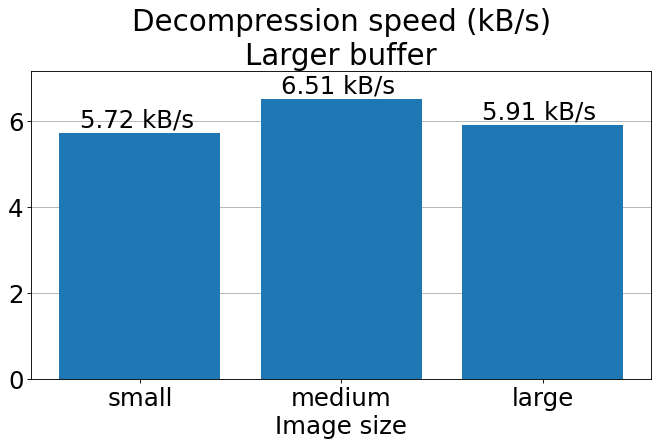 Decompression speed (kB/s)
Larger buffer
6.51 kB/s
5.91 kB/s
5.72 kB/s
6
4
2
0
small medium large
Image size